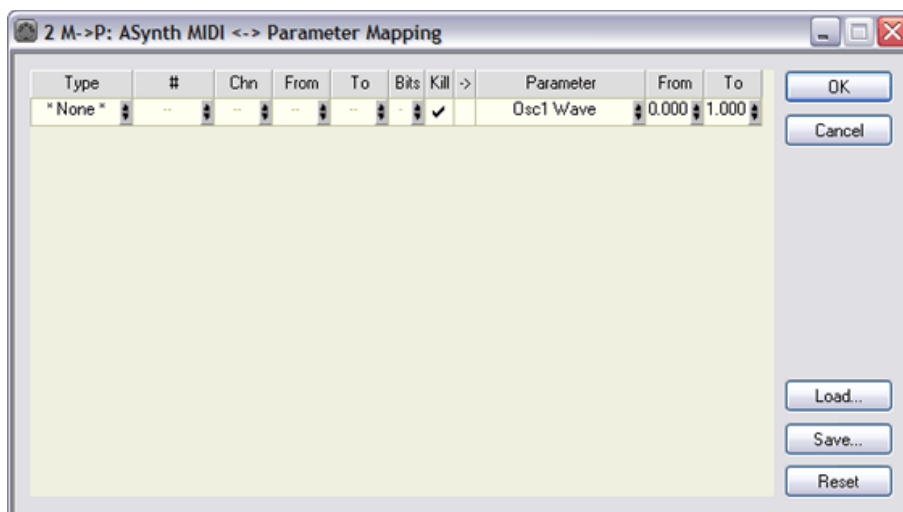 2 M->P: ASynth MIDI <-> Parameter Mapping
Type # Chn From To Bits Kill -> Parameter From To
* None * -- -- -- -- - Osc1 Wave 0.000 1.000
OK
Cancel
Load...
Save...
Reset